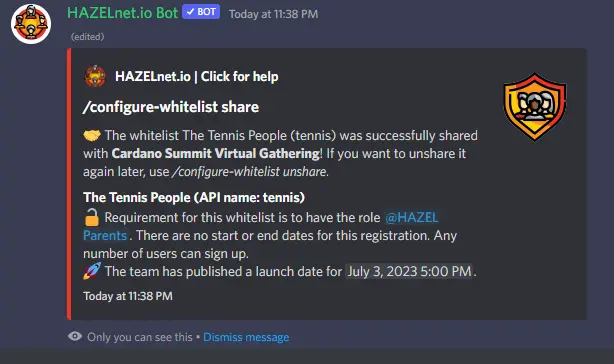 HAZELnet.io Bot ✔ BOT Today at 11:38 PM
(edited)
HAZELnet.io | Click for help
/configure-whitelist share
🤝 The whitelist The Tennis People (tennis) was successfully shared
with Cardano Summit Virtual Gathering! If you want to unshare it
again later, use /configure-whitelist unshare.
The Tennis People (API name: tennis)
🔓 Requirement for this whitelist is to have the role @HAZEL
Parents. There are no start or end dates for this registration. Any
number of users can sign up.
🚀 The team has published a launch date for July 3, 2023 5:00 PM.
Today at 11:38 PM
Only you can see this • Dismiss message